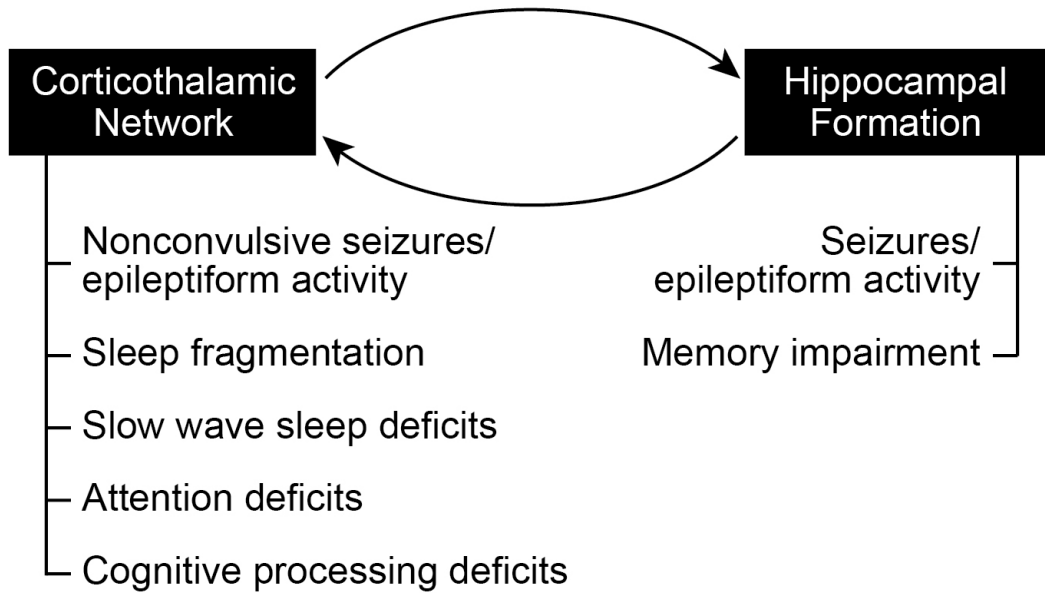 Corticothalamic
Network
Hippocampal
Formation
Nonconvulsive seizures/
epileptiform activity
Sleep fragmentation
Slow wave sleep deficits
Attention deficits
Cognitive processing deficits
Seizures/
epileptiform activity
Memory impairment